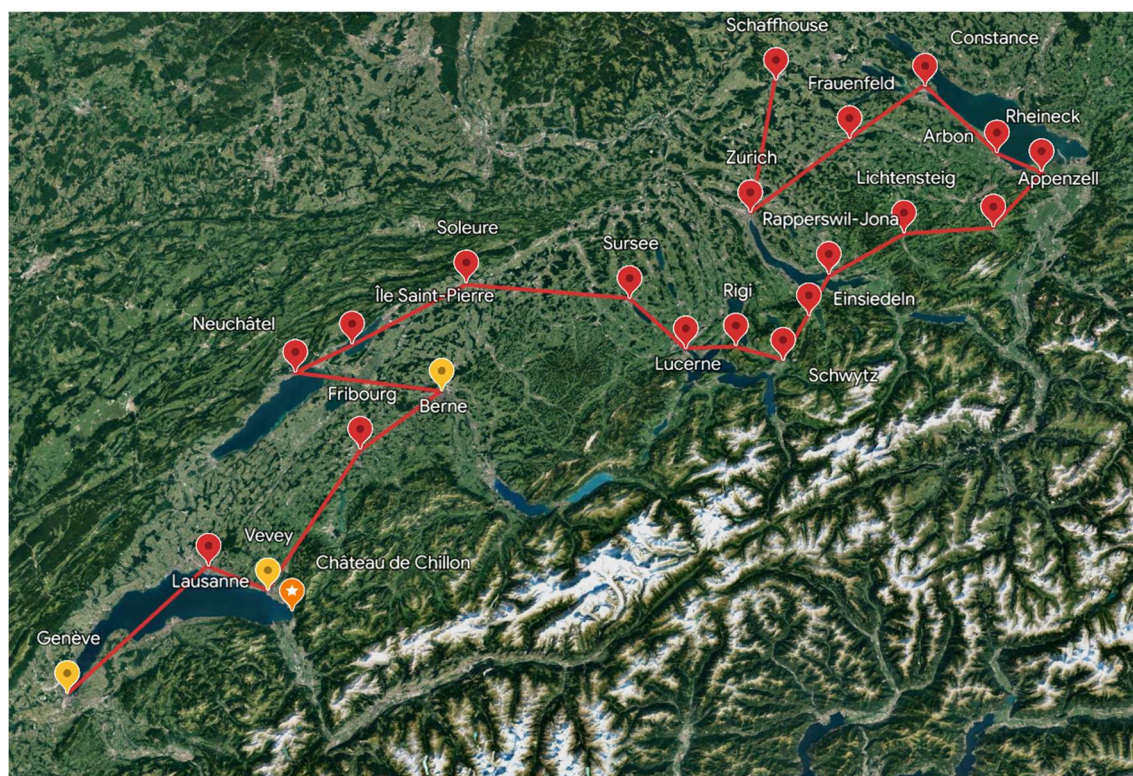 Schaffhouse
Constance
Frauenfeld
Rheineck
Arbon
Zurich
Lichtensteig
Appenzell
Rapperswil-Jona
Soleure
Sursee
Île Saint-Pierre
Rigi
Einsiedeln
Neuchâtel
Lucerne
Schwytz
Fribourg
Berne
Vevey
Château de Chillon
Lausanne
Genève